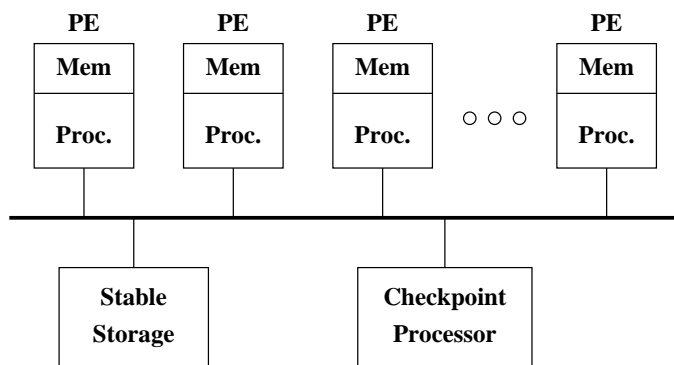 PE PE PE PE
Mem Mem Mem Mem
Proc. Proc. Proc. Proc.
Stable Checkpoint
Storage Processor